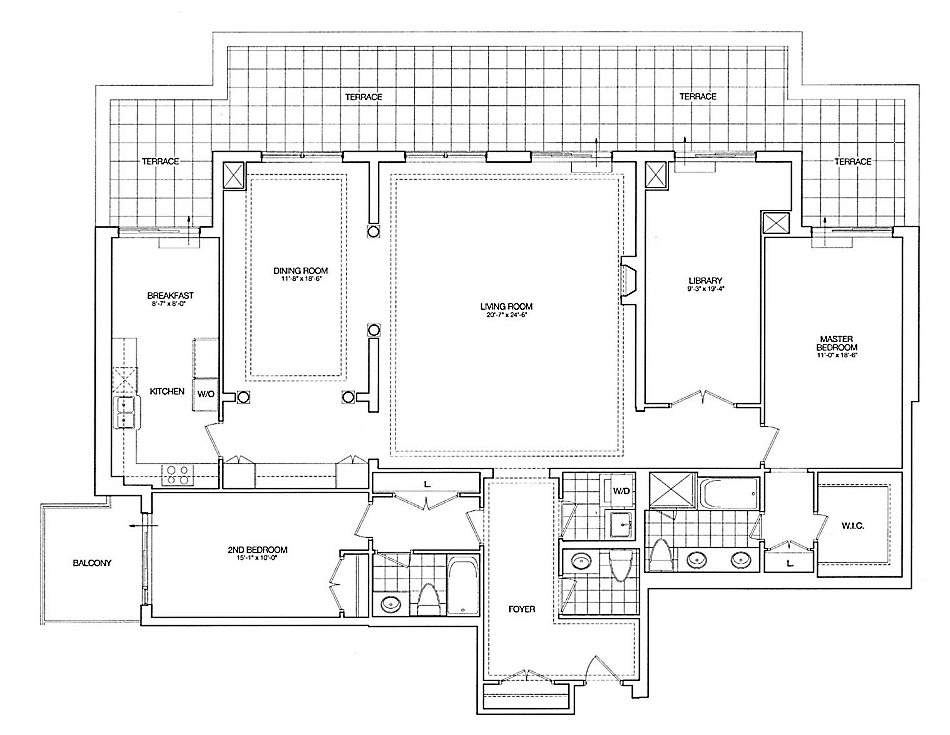 TERRACE
TERRACE
TERRACE
TERRACE
DINING ROOM
11'-8" x 18'-6"
LIBRARY
9'-3" x 19'-4"
BREAKFAST
8'-7" x 8'-0"
LIVING ROOM
20'-7" x 24'-6"
MASTER
BEDROOM
11'-0" x 18'-6"
KITCHEN
W/O
L
W/D
W.I.C.
2ND BEDROOM
15'-1" x 10'-0"
BALCONY
L
FOYER